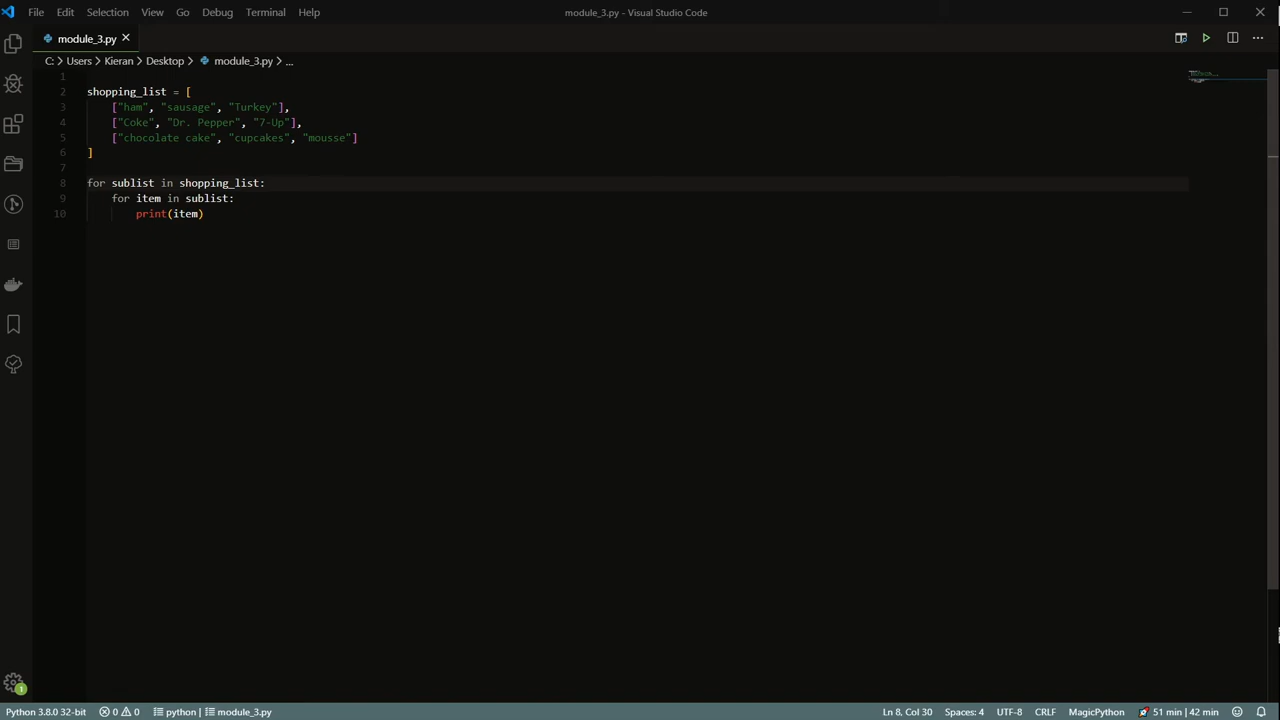 File Edit Selection View Go Debug Terminal Help module_3.py - Visual Studio Code
module_3.py
C: > Users > Kieran > Desktop > module_3.py > ...
1
2 shopping_list = [
3     ["ham", "sausage", "Turkey"],
4     ["Coke", "Dr. Pepper", "7-Up"],
5     ["chocolate cake", "cupcakes", "mousse"]
6 ]
7
8 for sublist in shopping_list:
9     for item in sublist:
10         print(item)
1
Python 3.8.0 32-bit 0 0 python | module_3.py Ln 8, Col 30 Spaces: 4 UTF-8 CRLF MagicPython 51 min | 42 min